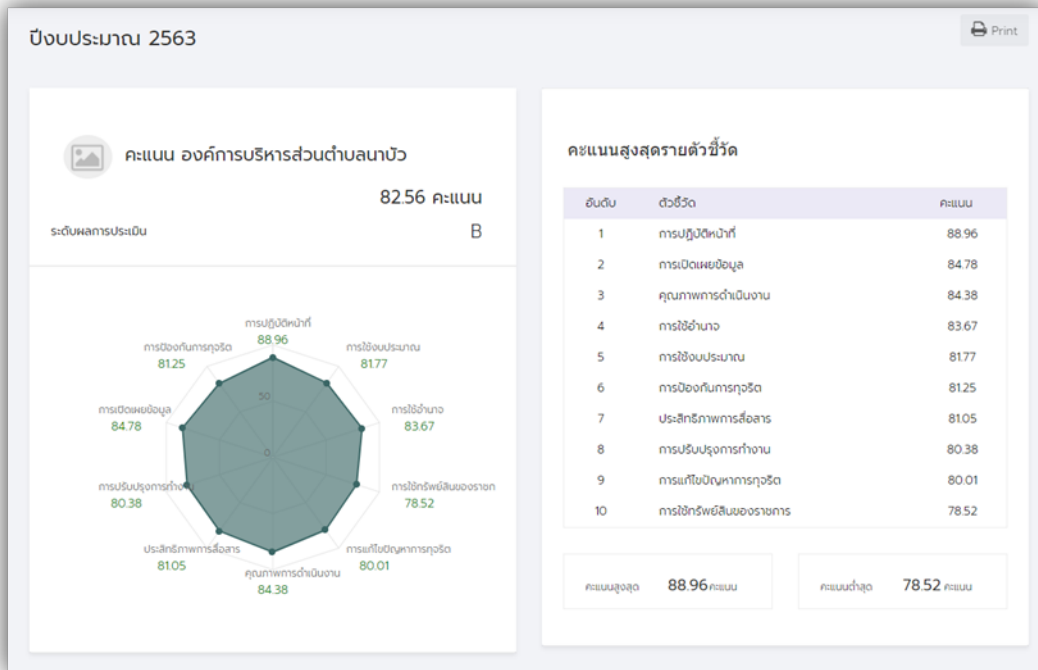 ปีงบประมาณ 2563
Print
คะแนน องค์การบริหารส่วนตำบลนาบัว
82.56 คะแนน
ระดับผลการประเมิน B
การปฏิบัติหน้าที่
88.96
การป้องกันการทุจริต
81.25
การใช้งบประมาณ
81.77
50
การเปิดเผยข้อมูล
84.78
การใช้อำนาจ
83.67
0
การปรับปรุงการทำงาน
80.38
การใช้ทรัพย์สินของราชก
78.52
ประสิทธิภาพการสื่อสาร
81.05
การแก้ไขปัญหาการทุจริต
80.01
คุณภาพการดำเนินงาน
84.38
คะแนนสูงสุดรายตัวชี้วัด
อันดับ ตัวชี้วัด คะแนน
1 การปฏิบัติหน้าที่ 88.96
2 การเปิดเผยข้อมูล 84.78
3 คุณภาพการดำเนินงาน 84.38
4 การใช้อำนาจ 83.67
5 การใช้งบประมาณ 81.77
6 การป้องกันการทุจริต 81.25
7 ประสิทธิภาพการสื่อสาร 81.05
8 การปรับปรุงการทำงาน 80.38
9 การแก้ไขปัญหาการทุจริต 80.01
10 การใช้ทรัพย์สินของราชการ 78.52
คะแนนสูงสุด 88.96 คะแนน
คะแนนต่ำสุด 78.52 คะแนน